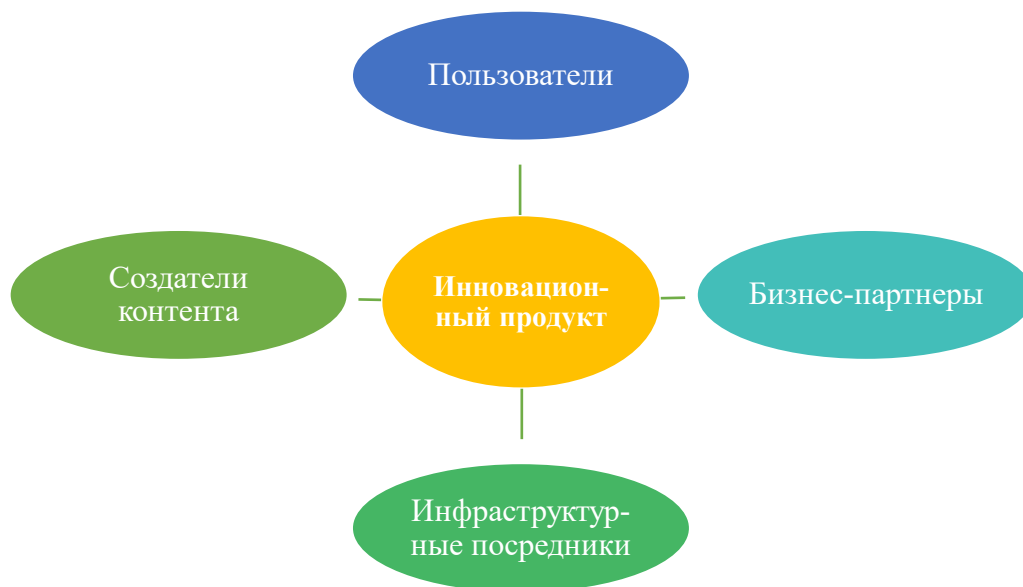 Пользователи
Создатели
контента
Инновацион-
ный продукт
Бизнес-партнеры
Инфраструктур-
ные посредники